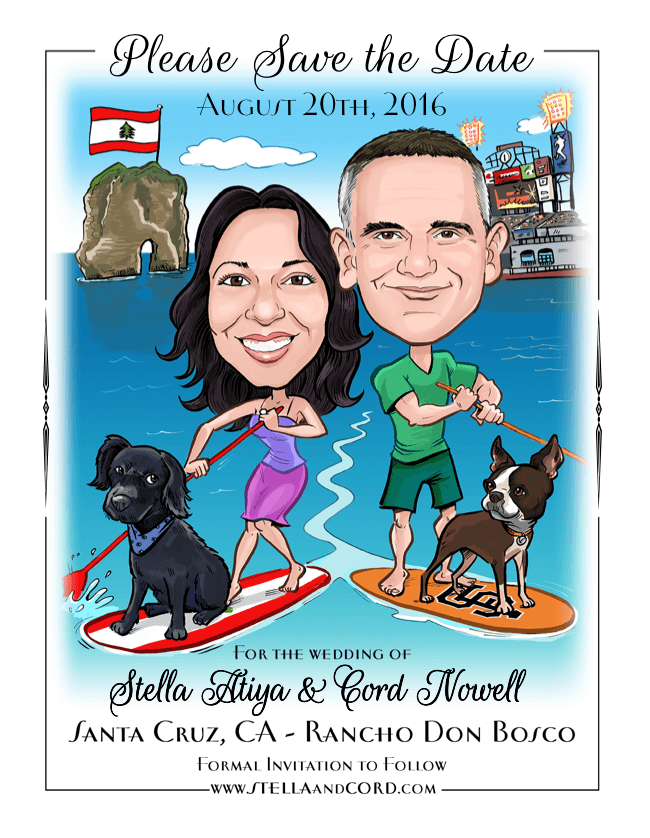 Please Save the Date
August 20th, 2016
SF
For the wedding of
Stella Atiya & Cord Nowell
Santa Cruz, CA - Rancho Don Bosco
Formal Invitation to Follow
www.StellaandCord.com